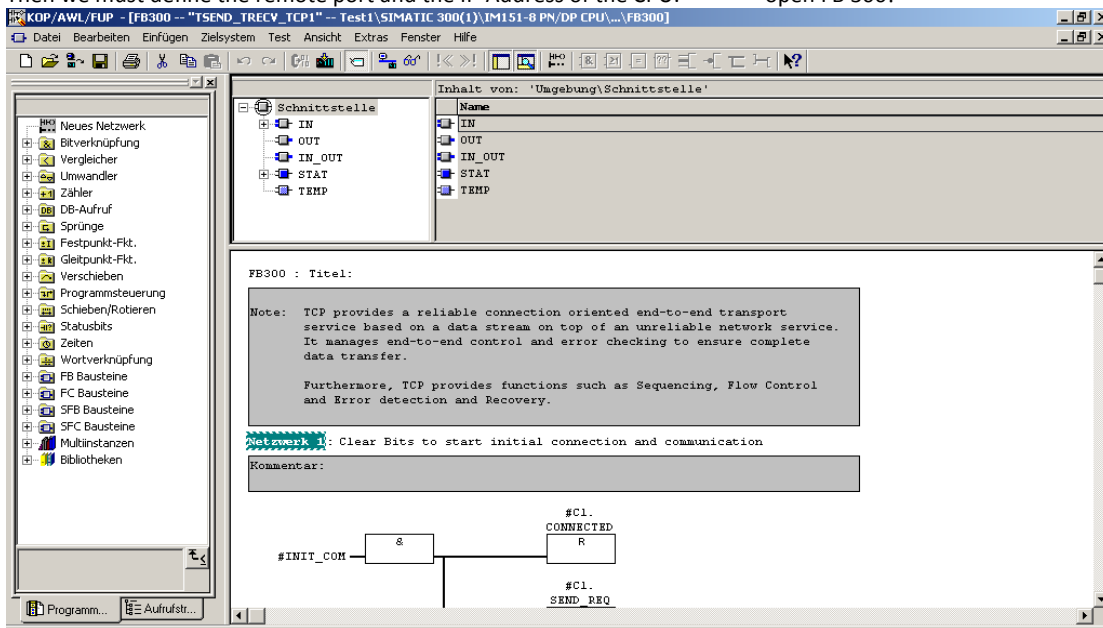 Then we must define the remote port and the IP Address of the CPU. open FB 300.
KOP/AWL/FUP - [FB300 -- "TSEND_TRECV_TCP1" -- Test1\SIMATIC 300(1)\IM151-8 PN/DP CPU\...\FB300]
Datei Bearbeiten Einfügen Zielsystem Test Ansicht Extras Fenster Hilfe
Neues Netzwerk
Bitverknüpfung
Vergleicher
Umwandler
Zähler
DB-Aufruf
Sprünge
Festpunkt-Fkt.
Gleitpunkt-Fkt.
Verschieben
Programmsteuerung
Schieben/Rotieren
Statusbits
Zeiten
Wortverknüpfung
FB Bausteine
FC Bausteine
SFB Bausteine
SFC Bausteine
Multiinstanzen
Bibliotheken
Programm... Aufrufstr...
Schnittstelle
IN
OUT
IN_OUT
STAT
TEMP
Inhalt von: 'Umgebung\Schnittstelle'
Name
IN
OUT
IN_OUT
STAT
TEMP
FB300 : Titel:
Note: TCP provides a reliable connection oriented end-to-end transport
service based on a data stream on top of an unreliable network service.
It manages end-to-end control and error checking to ensure complete
data transfer.
Furthermore, TCP provides functions such as Sequencing, Flow Control
and Error detection and Recovery.
Netzwerk 1: Clear Bits to start initial connection and communication
Kommentar:
#C1.
CONNECTED
#INIT_COM & R
#C1.
SEND_REQ